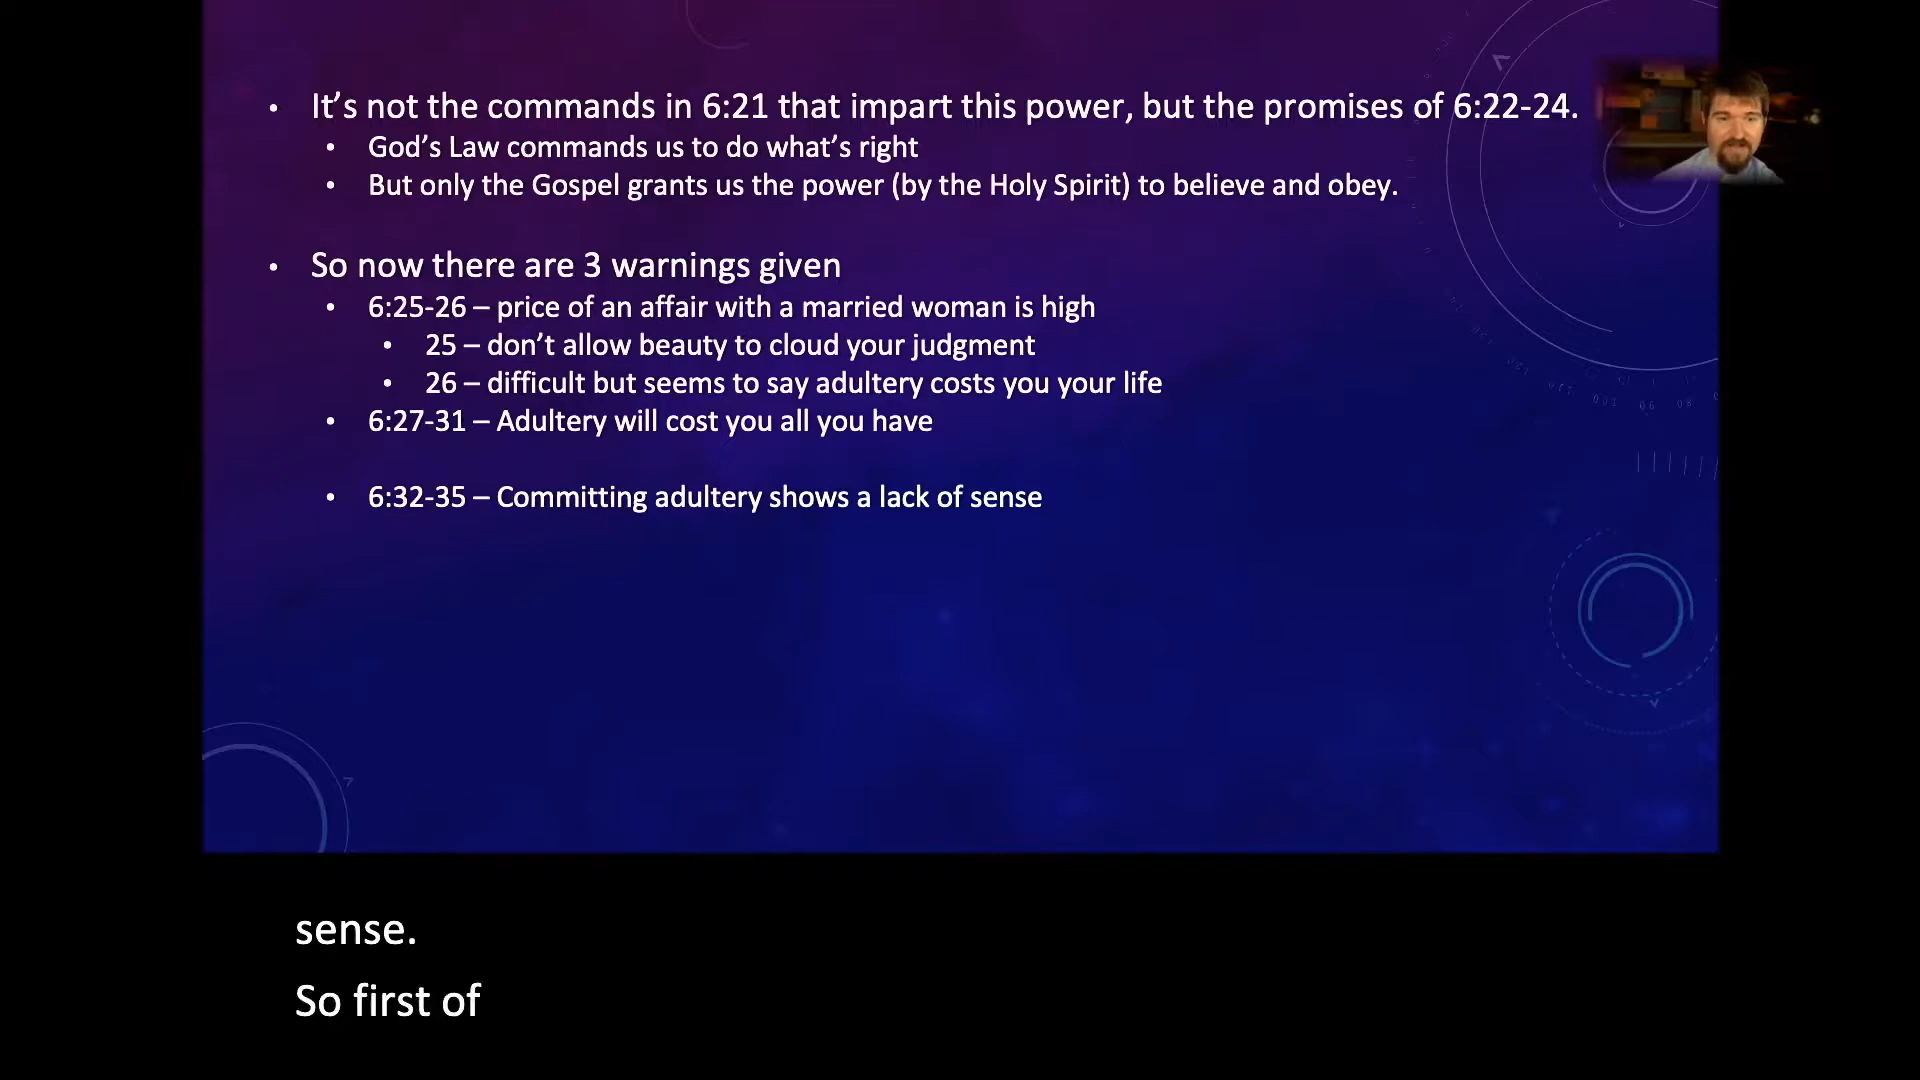 • It’s not the commands in 6:21 that impart this power, but the promises of 6:22-24.
• God’s Law commands us to do what’s right
• But only the Gospel grants us the power (by the Holy Spirit) to believe and obey.
• So now there are 3 warnings given
• 6:25-26 – price of an affair with a married woman is high
• 25 – don’t allow beauty to cloud your judgment
• 26 – difficult but seems to say adultery costs you your life
• 6:27-31 – Adultery will cost you all you have
• 6:32-35 – Committing adultery shows a lack of sense
sense.
So first of